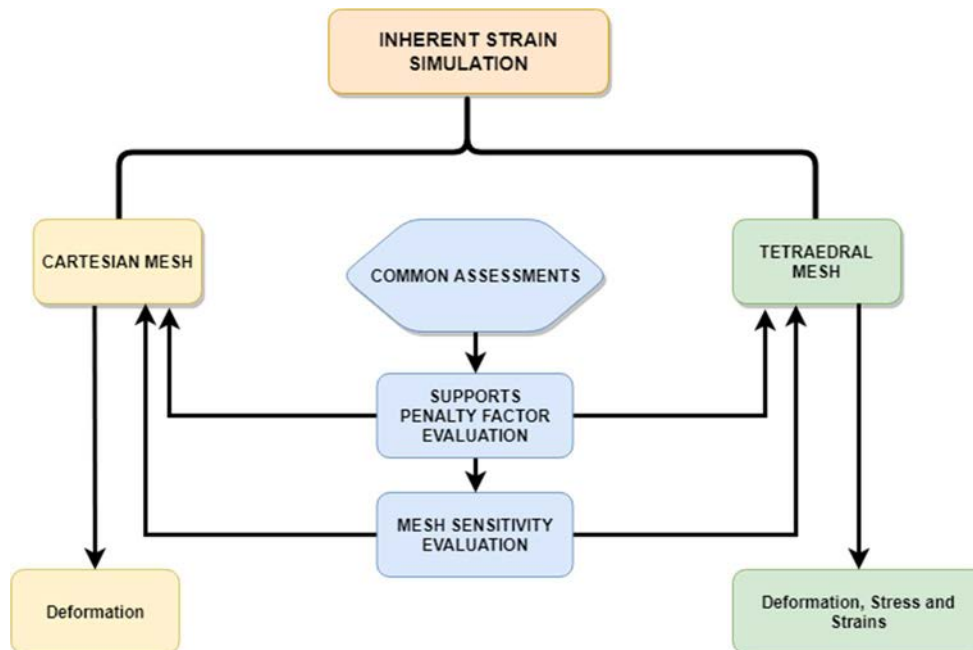 INHERENT STRAIN
SIMULATION
CARTESIAN MESH
COMMON ASSESSMENTS
TETRAEDRAL
MESH
SUPPORTS
PENALTY FACTOR
EVALUATION
MESH SENSITIVITY
EVALUATION
Deformation
Deformation, Stress and
Strains